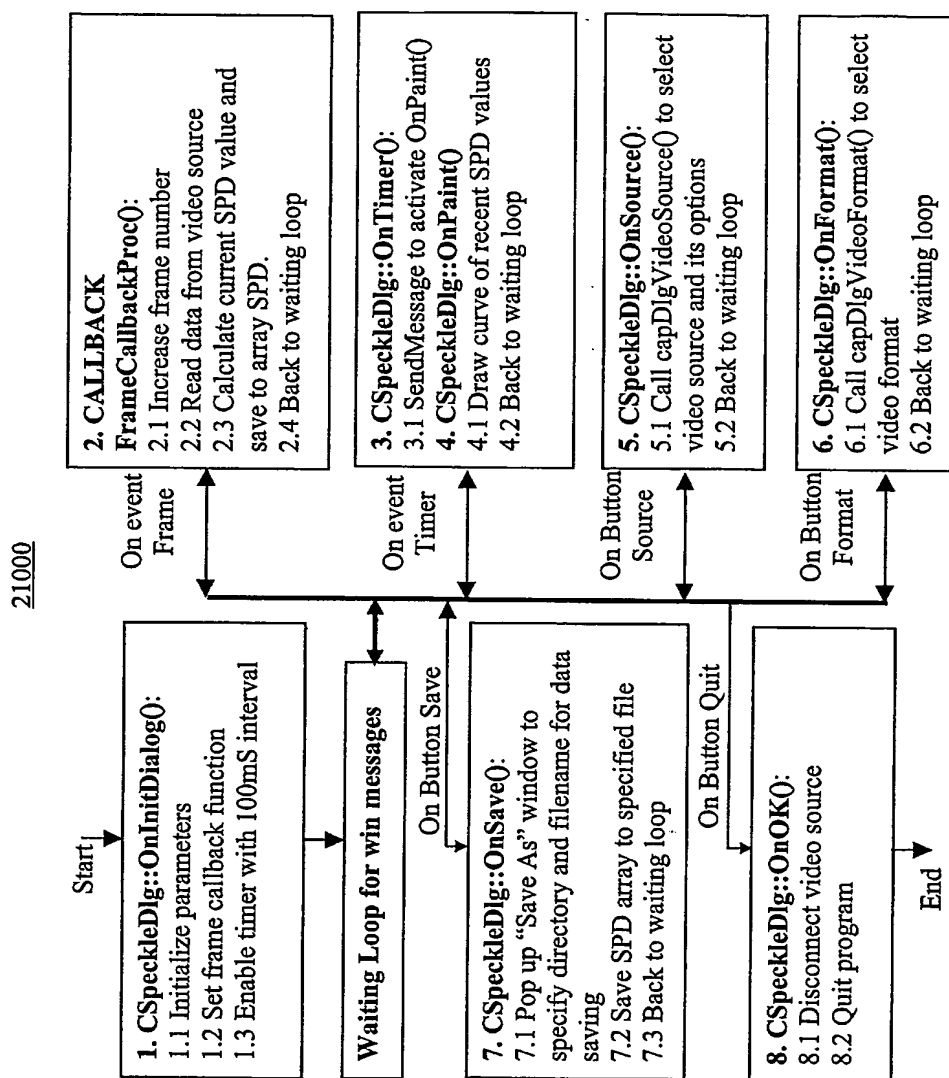 21000
Start
1. CSpeckleDlg::OnInitDialog():
1.1 Initialize parameters
1.2 Set frame callback function
1.3 Enable timer with 100mS interval
Waiting Loop for win messages
On Button Save
7. CSpeckleDlg::OnSave():
7.1 Pop up “Save As” window to
specify directory and filename for data
saving
7.2 Save SPD array to specified file
7.3 Back to waiting loop
On Button Quit
8. CSpeckleDlg::OnOK():
8.1 Disconnect video source
8.2 Quit program
End
On event
Frame
2. CALLBACK
FrameCallbackProc():
2.1 Increase frame number
2.2 Read data from video source
2.3 Calculate current SPD value and
save to array SPD.
2.4 Back to waiting loop
On event
Timer
3. CSpeckleDlg::OnTimer():
3.1 SendMessage to activate OnPaint()
4. CSpeckleDlg::OnPaint()
4.1 Draw curve of recent SPD values
4.2 Back to waiting loop
On Button
Source
5. CSpeckleDlg::OnSource():
5.1 Call capDlgVideoSource() to select
video source and its options
5.2 Back to waiting loop
On Button
Format
6. CSpeckleDlg::OnFormat():
6.1 Call capDlgVideoFormat() to select
video format
6.2 Back to waiting loop